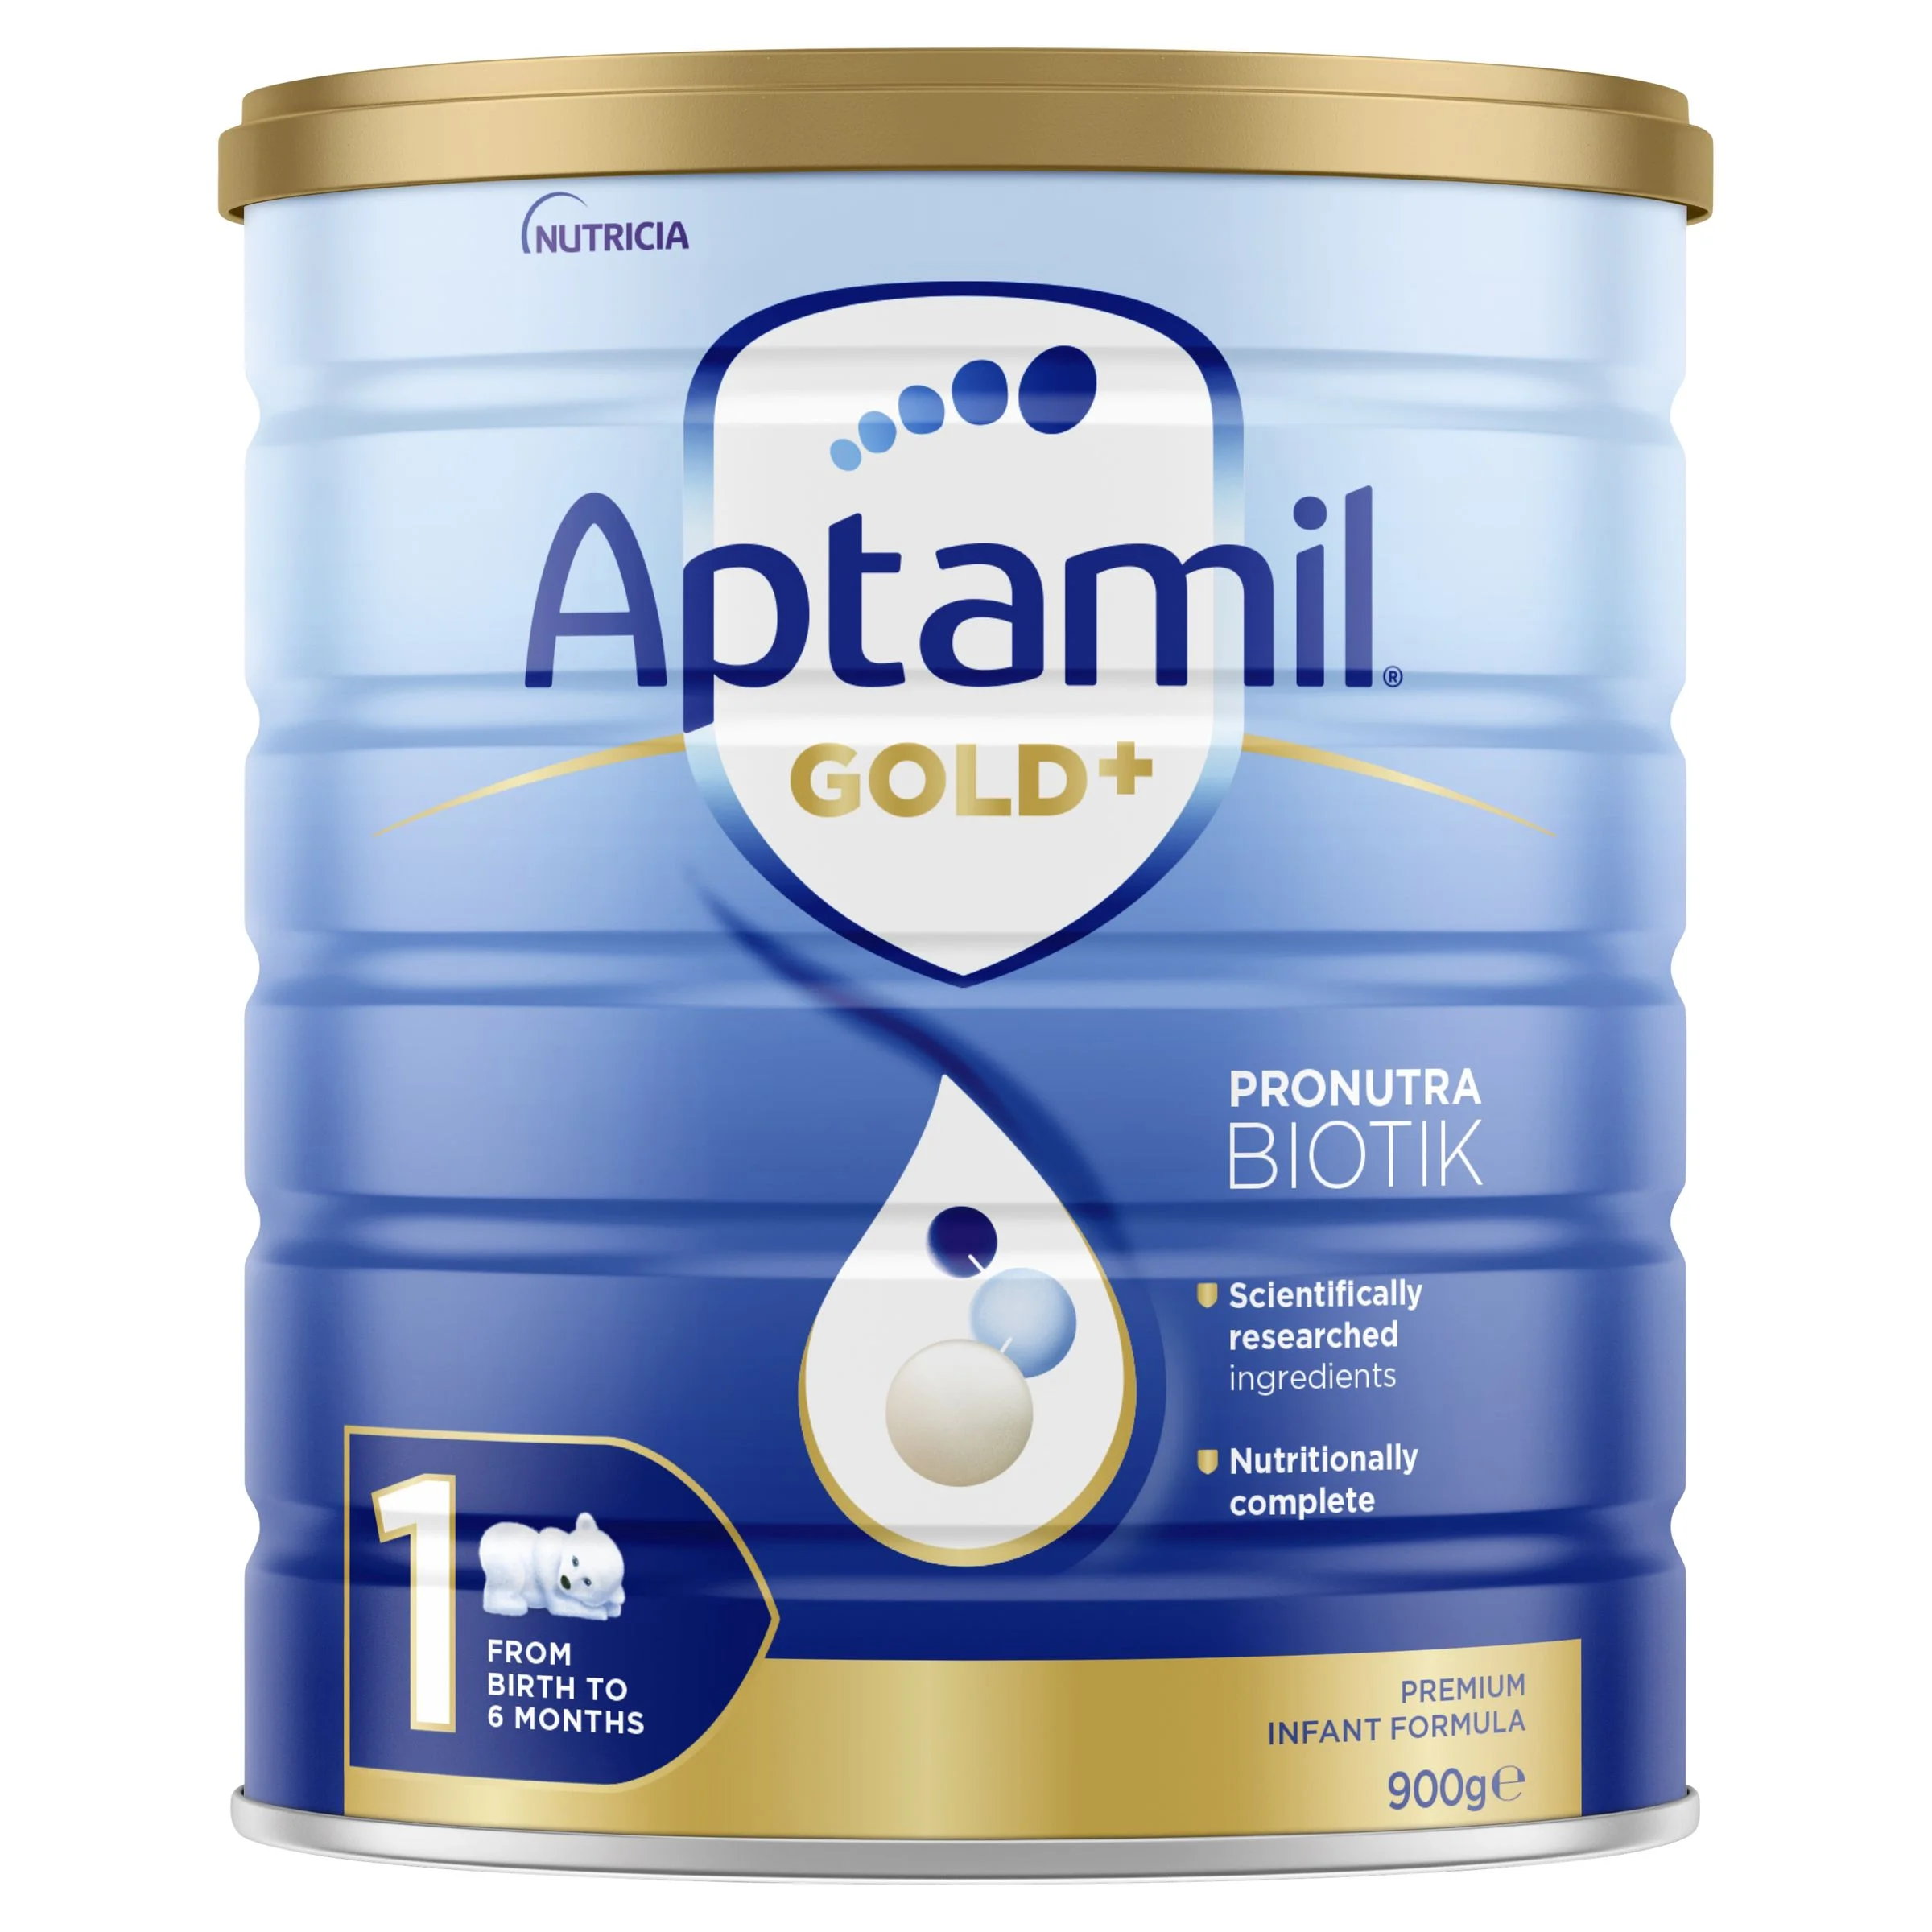 NUTRICIA
Aptamil®
GOLD+
PRONUTRA
BIOTIK
Scientifically
researched
ingredients
Nutritionally
complete
1
FROM
BIRTH TO
6 MONTHS
PREMIUM
INFANT FORMULA
900g℮